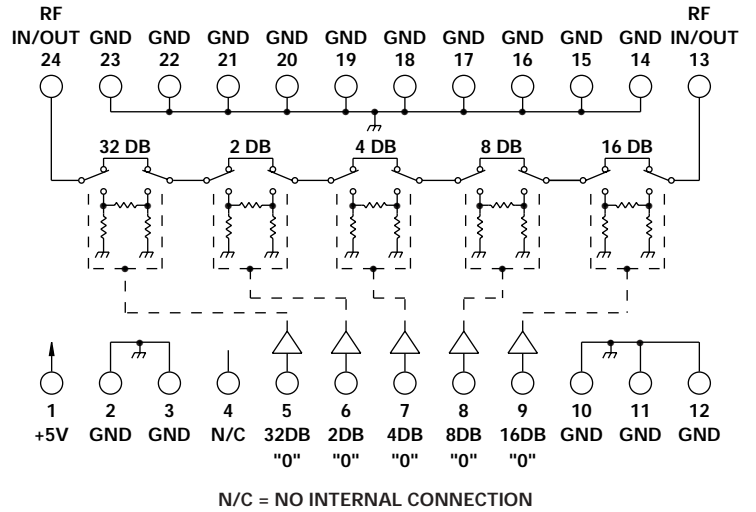 RF RF
IN/OUT GND GND GND GND GND GND GND GND GND GND IN/OUT
24 23 22 21 20 19 18 17 16 15 14 13
32 DB 2 DB 4 DB 8 DB 16 DB
1 2 3 4 5 6 7 8 9 10 11 12
+5V GND GND N/C 32DB 2DB 4DB 8DB 16DB GND GND GND
"0" "0" "0" "0" "0"
N/C = NO INTERNAL CONNECTION